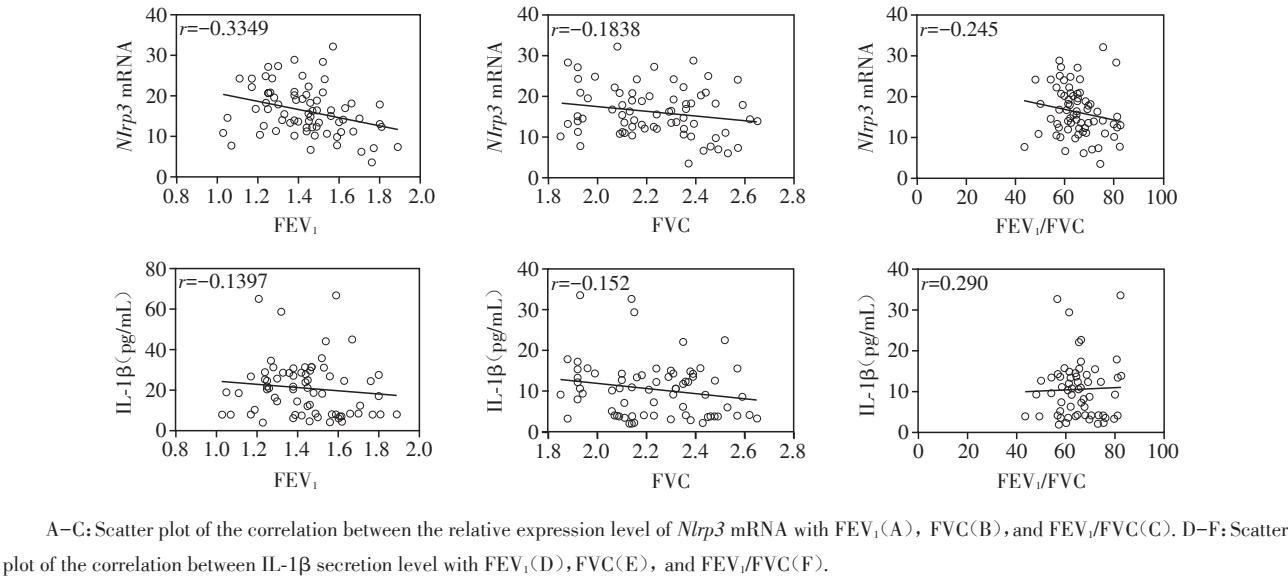 r=−0.3349
r=−0.1838
r=−0.245
Nlrp3 mRNA
Nlrp3 mRNA
Nlrp3 mRNA
40
30
20
10
0
0.8 1.0 1.2 1.4 1.6 1.8 2.0
FEV₁
40
30
20
10
0
1.8 2.0 2.2 2.4 2.6 2.8
FVC
40
30
20
10
0
0 20 40 60 80 100
FEV₁/FVC
r=−0.1397
r=−0.152
r=0.290
IL-1β(pg/mL)
IL-1β(pg/mL)
IL-1β(pg/mL)
80
60
40
20
0
0.8 1.0 1.2 1.4 1.6 1.8 2.0
FEV₁
40
30
20
10
0
1.8 2.0 2.2 2.4 2.6 2.8
FVC
40
30
20
10
0
0 20 40 60 80 100
FEV₁/FVC
A−C:Scatter plot of the correlation between the relative expression level of Nlrp3 mRNA with FEV₁(A), FVC(B),and FEV₁/FVC(C). D−F:Scatter
plot of the correlation between IL-1β secretion level with FEV₁(D),FVC(E), and FEV₁/FVC(F).